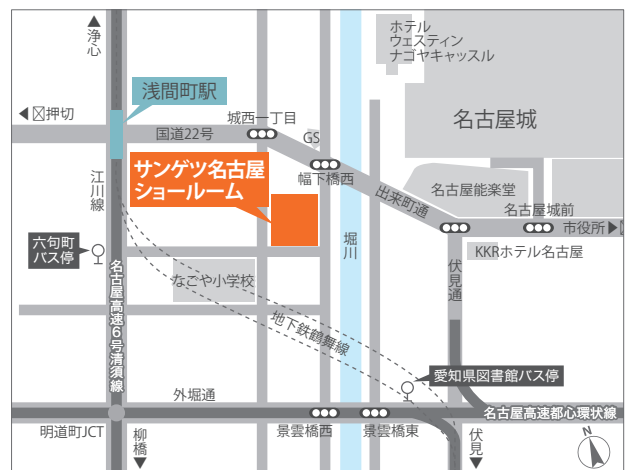 ▲浄心
ホテル
ウェスティン
ナゴヤキャッスル
浅間町駅
◀☒押切
城西一丁目
国道22号
GS
名古屋城
サンゲツ名古屋
ショールーム
幅下橋西
江川線
出来町通
名古屋能楽堂
名古屋城前
市役所▶
六句町
バス停
堀川
KKRホテル名古屋
伏見通
なごや小学校
名古屋高速6号清須線
地下鉄鶴舞線
愛知県図書館バス停
外堀通
名古屋高速都心環状線
明道町JCT
柳橋▼
景雲橋西
景雲橋東
伏見▼
N